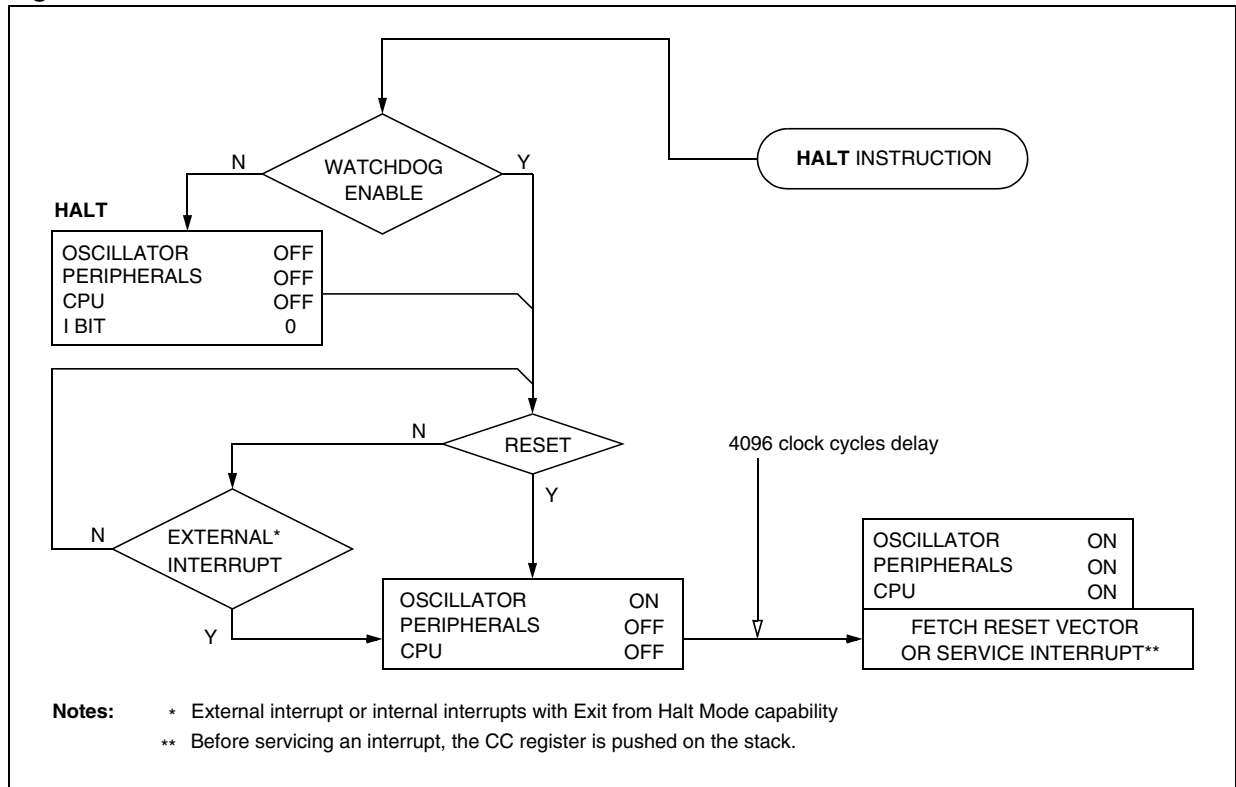 HALT INSTRUCTION
WATCHDOG
ENABLE
N
Y
HALT
OSCILLATOR OFF
PERIPHERALS OFF
CPU OFF
I BIT 0
RESET
N
Y
4096 clock cycles delay
EXTERNAL*
INTERRUPT
N
Y
OSCILLATOR ON
PERIPHERALS OFF
CPU OFF
OSCILLATOR ON
PERIPHERALS ON
CPU ON
FETCH RESET VECTOR
OR SERVICE INTERRUPT**
Notes: * External interrupt or internal interrupts with Exit from Halt Mode capability
** Before servicing an interrupt, the CC register is pushed on the stack.